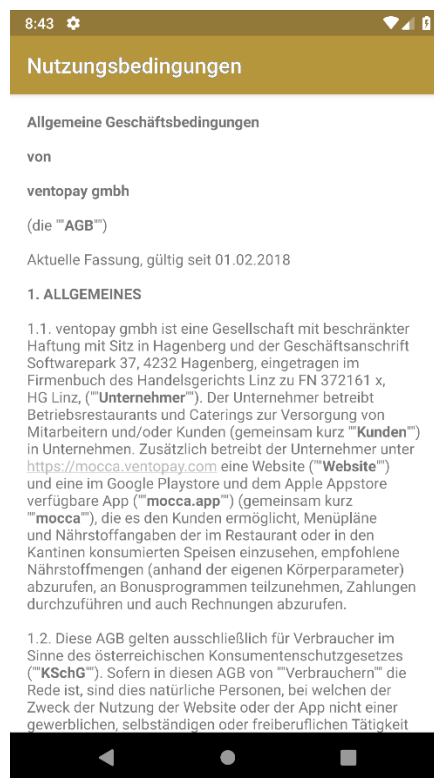 8:43
Nutzungsbedingungen
Allgemeine Geschäftsbedingungen
von
ventopay gmbh
(die ""AGB"")
Aktuelle Fassung, gültig seit 01.02.2018
1. ALLGEMEINES
1.1. ventopay gmbh ist eine Gesellschaft mit beschränkter
Haftung mit Sitz in Hagenberg und der Geschäftsanschrift
Softwarepark 37, 4232 Hagenberg, eingetragen im
Firmenbuch des Handelsgerichts Linz zu FN 372161 x,
HG Linz, (""Unternehmer""). Der Unternehmer betreibt
Betriebsrestaurants und Caterings zur Versorgung von
Mitarbeitern und/oder Kunden (gemeinsam kurz ""Kunden"")
in Unternehmen. Zusätzlich betreibt der Unternehmer unter
https://mocca.ventopay.com eine Website (""Website"")
und eine im Google Playstore und dem Apple Appstore
verfügbare App (""mocca.app"") (gemeinsam kurz
""mocca""), die es den Kunden ermöglicht, Menüpläne
und Nährstoffangaben der im Restaurant oder in den
Kantinen konsumierten Speisen einzusehen, empfohlene
Nährstoffmengen (anhand der eigenen Körperparameter)
abzurufen, an Bonusprogrammen teilzunehmen, Zahlungen
durchzuführen und auch Rechnungen abzurufen.
1.2. Diese AGB gelten ausschließlich für Verbraucher im
Sinne des österreichischen Konsumentenschutzgesetzes
(""KSchG""). Sofern in diesen AGB von ""Verbrauchern"" die
Rede ist, sind dies natürliche Personen, bei welchen der
Zweck der Nutzung der Website oder der App nicht einer
gewerblichen, selbständigen oder freiberuflichen Tätigkeit